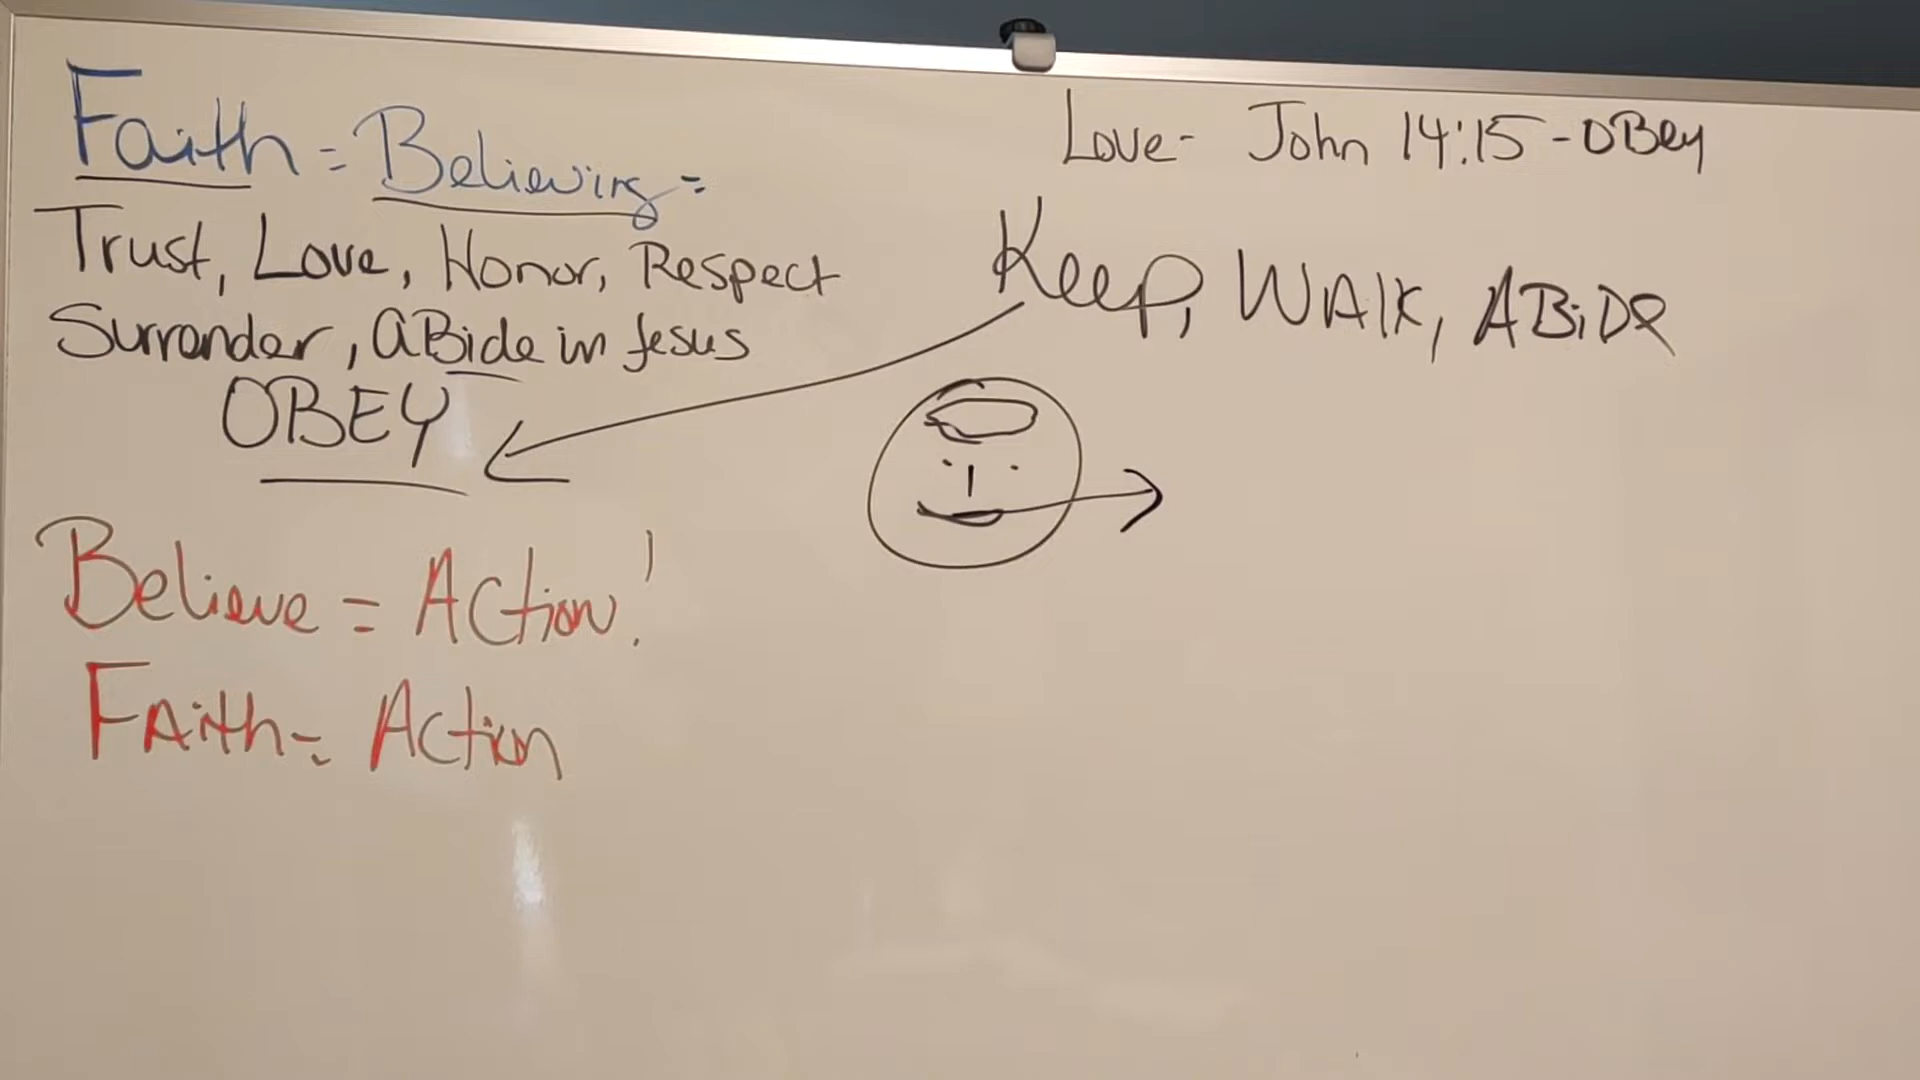 Faith = Believing =
Trust, Love, Honor, Respect
Surrender, aBide in Jesus
OBEY
Believe = Action!
FAith = Action
Love - John 14:15 - OBey
Keep, WAlk, ABiDe